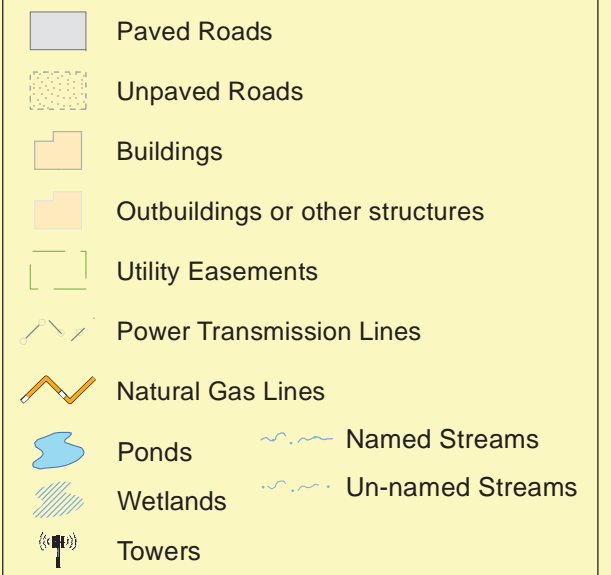 Paved Roads
Unpaved Roads
Buildings
Outbuildings or other structures
Utility Easements
Power Transmission Lines
Natural Gas Lines
Ponds
Named Streams
Wetlands
Un-named Streams
Towers